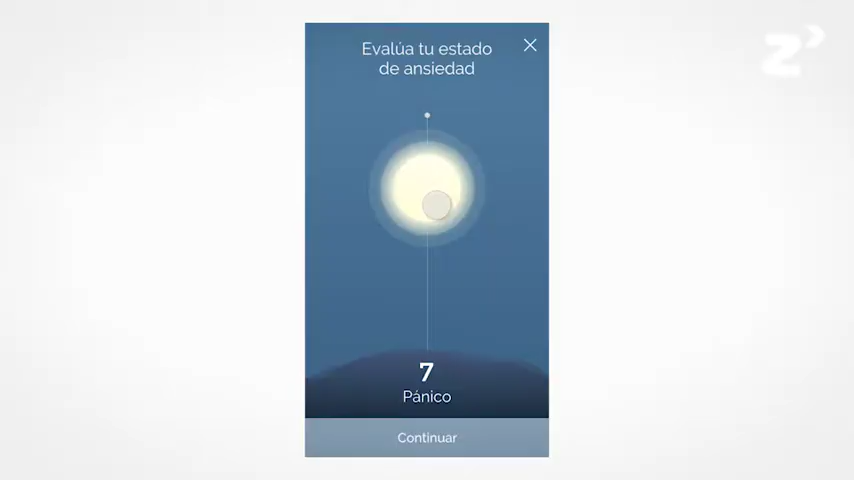 Evalúa tu estado
de ansiedad
7
Pánico
Continuar